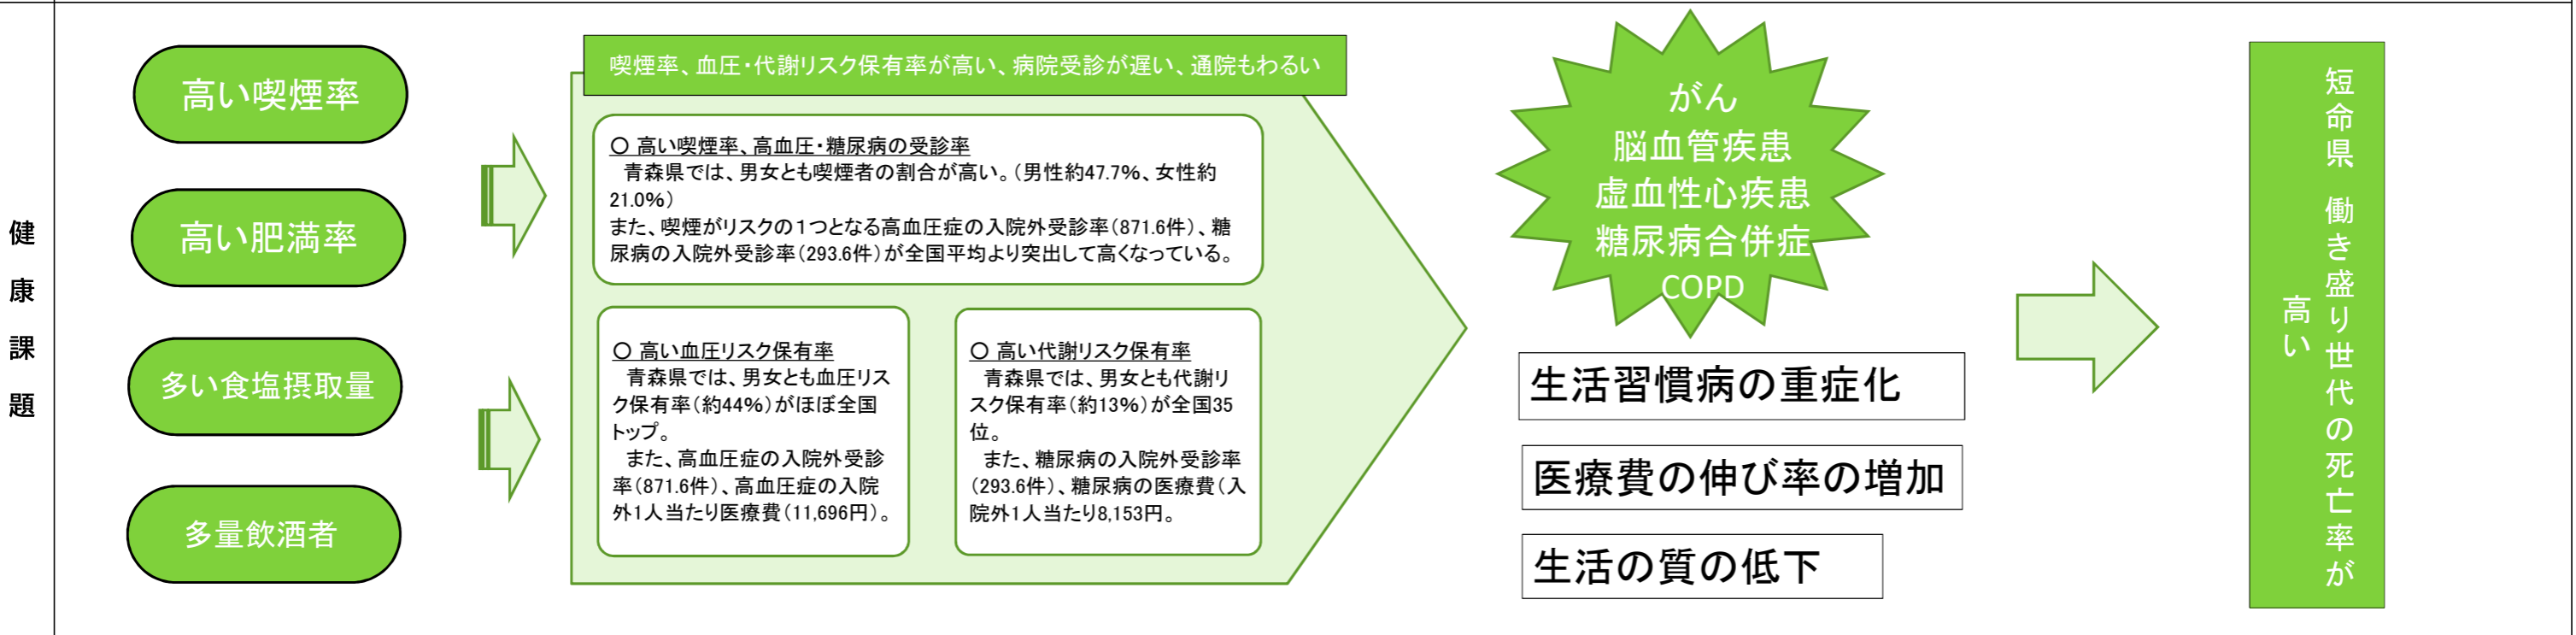 健康課題
高い喫煙率
高い肥満率
多い食塩摂取量
多量飲酒者
喫煙率、血圧・代謝リスク保有率が高い、病院受診が遅い、通院もわるい
〇 高い喫煙率、高血圧・糖尿病の受診率
青森県では、男女とも喫煙者の割合が高い。（男性約47.7％、女性約
21.0％）
また、喫煙がリスクの１つとなる高血圧症の入院外受診率（871.6件）、糖
尿病の入院外受診率（293.6件）が全国平均より突出して高くなっている。
〇 高い血圧リスク保有率
青森県では、男女とも血圧リス
ク保有率（約44％）がほぼ全国
トップ。
また、高血圧症の入院外受診
率（871.6件）、高血圧症の入院
外1人当たり医療費（11,696円）。
〇 高い代謝リスク保有率
青森県では、男女とも代謝リ
スク保有率（約13％）が全国35
位。
また、糖尿病の入院外受診率
（293.6件）、糖尿病の医療費（入
院外1人当たり8,153円。
がん
脳血管疾患
虚血性心疾患
糖尿病合併症
COPD
生活習慣病の重症化
医療費の伸び率の増加
生活の質の低下
短命県 働き盛り世代の死亡率が
高い